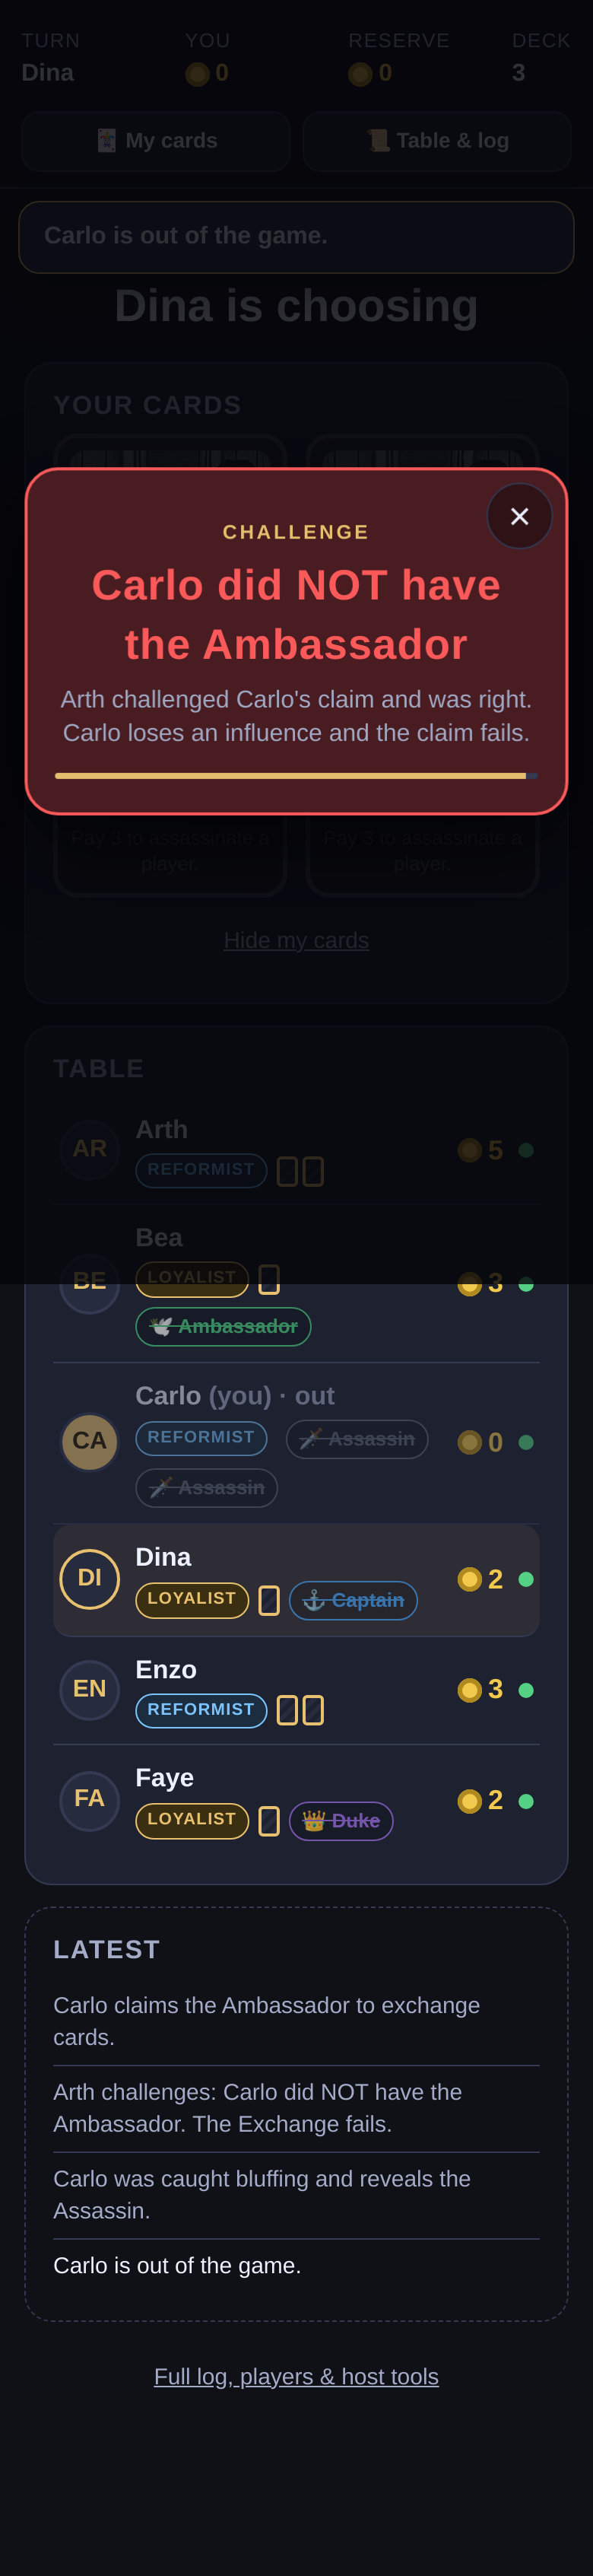 TURN YOU RESERVE DECK
Dina 0 0 3
🃏 My cards 📜 Table & log
Carlo is out of the game.
Dina is choosing
YOUR CARDS
CHALLENGE
×
Carlo did NOT have
the Ambassador
Arth challenged Carlo's claim and was right.
Carlo loses an influence and the claim fails.
Pay 3 to assassinate a
player.
Pay 3 to assassinate a
player.
Hide my cards
TABLE
AR
Arth
REFORMIST
5
BE
Bea
LOYALIST
3
🕊️ Ambassador
CA
Carlo (you) · out
REFORMIST 🗡️ Assassin
0
🗡️ Assassin
DI
Dina
LOYALIST ⚓ Captain
2
EN
Enzo
REFORMIST
3
FA
Faye
LOYALIST 👑 Duke
2
LATEST
Carlo claims the Ambassador to exchange
cards.
Arth challenges: Carlo did NOT have the
Ambassador. The Exchange fails.
Carlo was caught bluffing and reveals the
Assassin.
Carlo is out of the game.
Full log, players & host tools